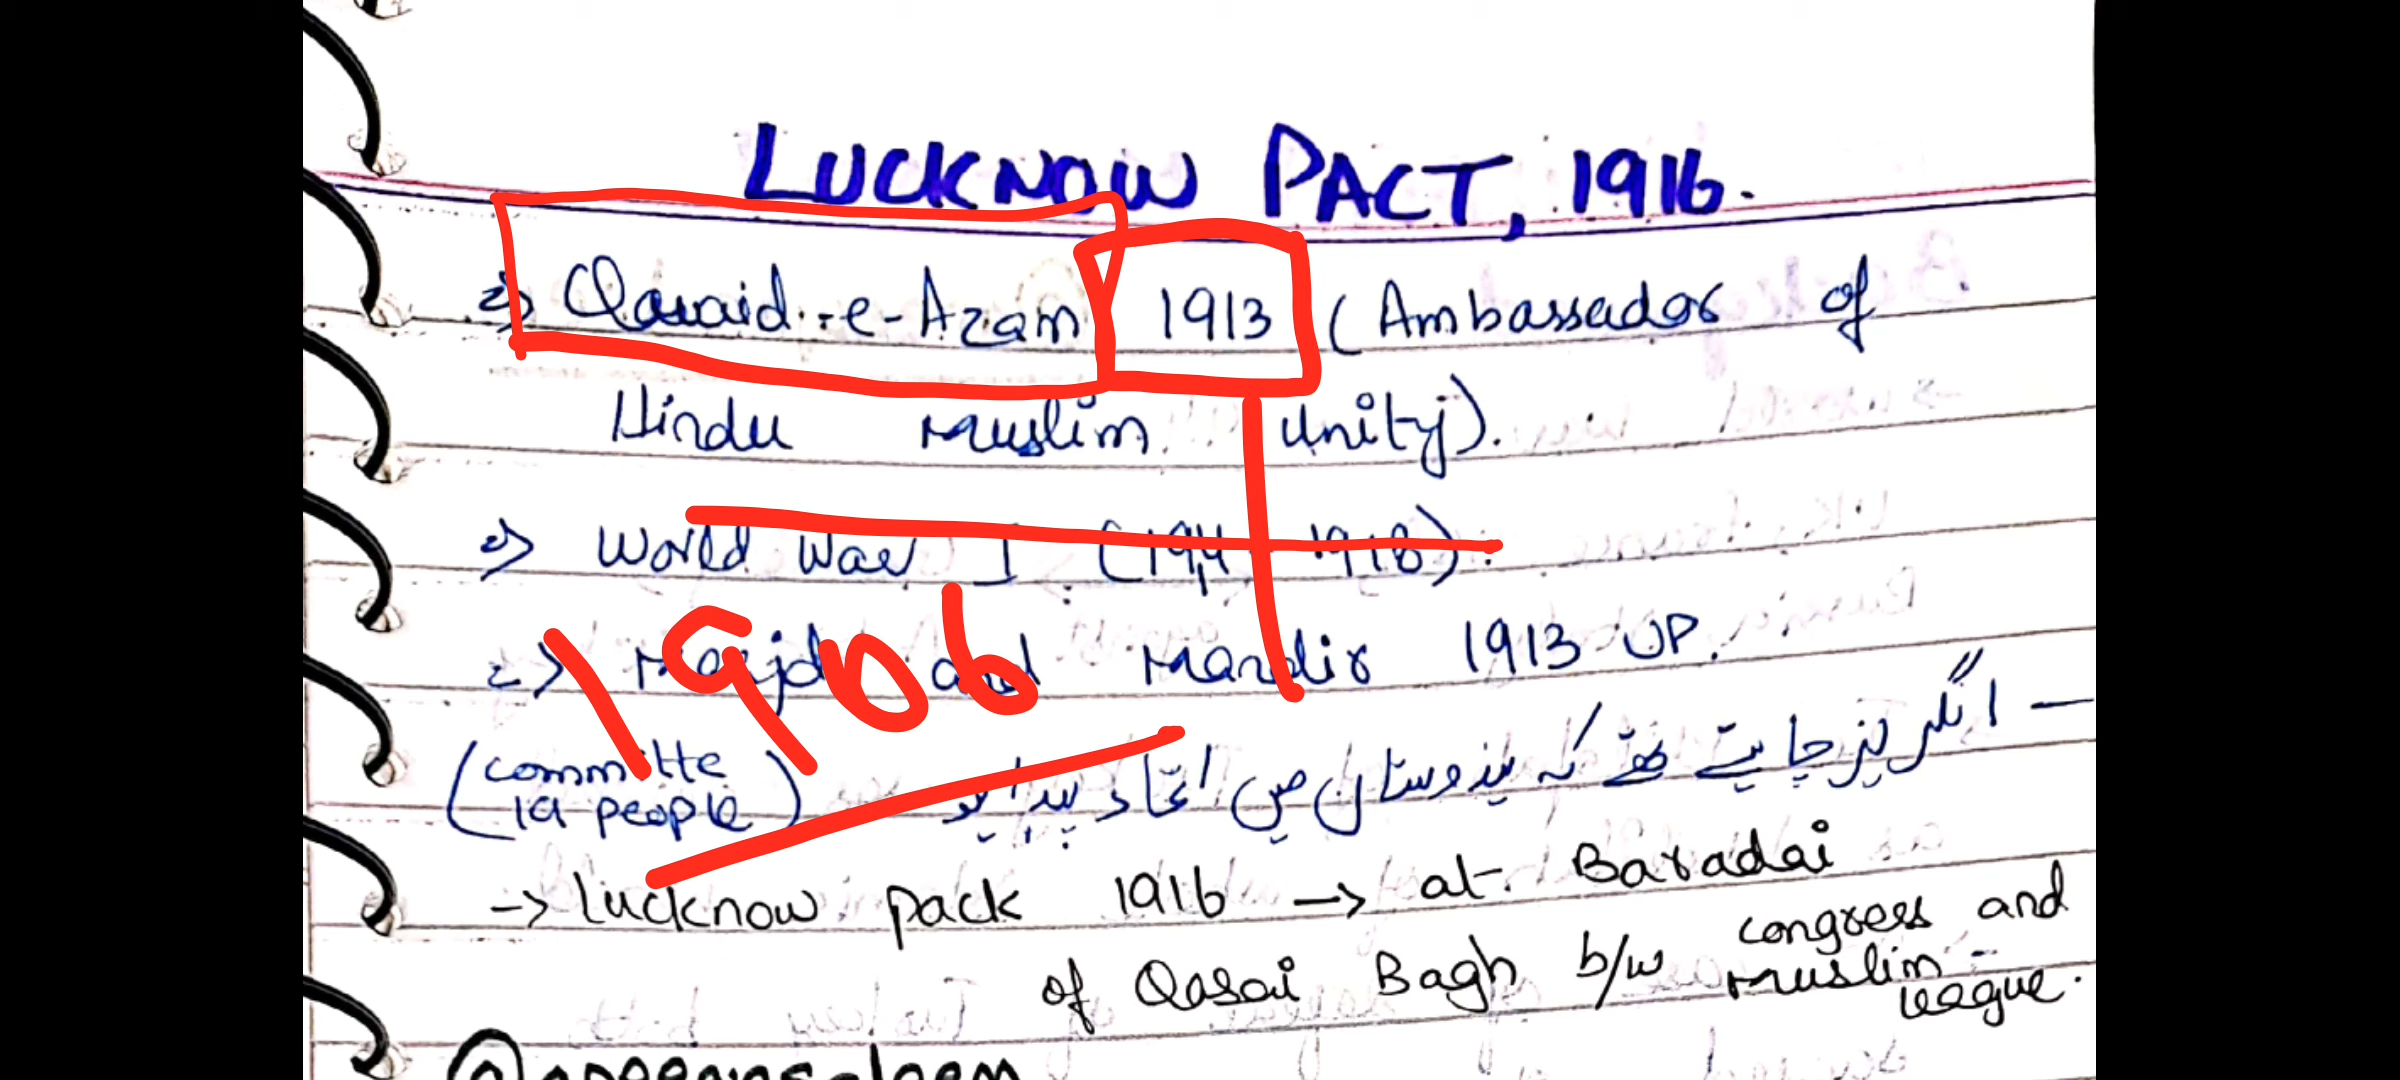 LUCKNOW PACT, 1916.
=> Quaid-e-Azam 1913 (Ambassador of
Hindu Muslim Unity).
=> World War I (1914 1918).
1906
=> Masjd and Mandir 1913 UP.
— انگریز چاہتے تھے کہ ہندوستان میں اتحاد پیدا ہو
(committe
19 people)
-> Lucknow pack 1916 -> at Baradai
of Qasai Bagh b/w congress and
Muslim league.